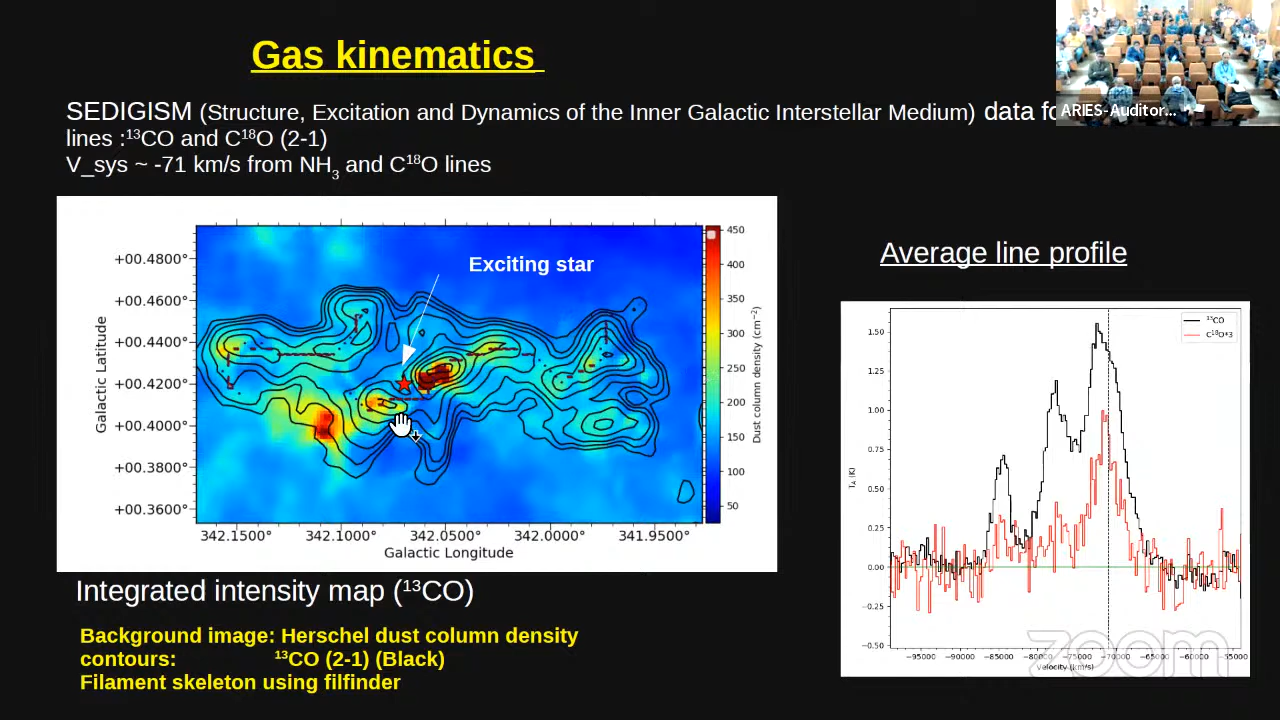 Gas kinematics
SEDIGISM (Structure, Excitation and Dynamics of the Inner Galactic Interstellar Medium) data
lines :¹³CO and C¹⁸O (2-1)
V_sys ~ -71 km/s from NH₃ and C¹⁸O lines
ARIES-Auditor...
Exciting star
+00.4800°
+00.4600°
+00.4400°
+00.4200°
+00.4000°
+00.3800°
+00.3600°
Galactic Latitude
342.1500° 342.1000° 342.0500° 342.0000° 341.9500°
Galactic Longitude
450
400
350
300
250
200
150
100
50
Dust column density (cm⁻²)
Integrated intensity map (¹³CO)
Background image: Herschel dust column density
contours: ¹³CO (2-1) (Black)
Filament skeleton using filfinder
Average line profile
¹³CO
C¹⁸O*3
1.50
1.25
1.00
0.75
0.50
0.25
0.00
−0.25
−0.50
T_A (K)
−95000 −90000 −85000 −80000 −75000 −70000 −65000 −60000 −55000
velocity (km/s)
zoom